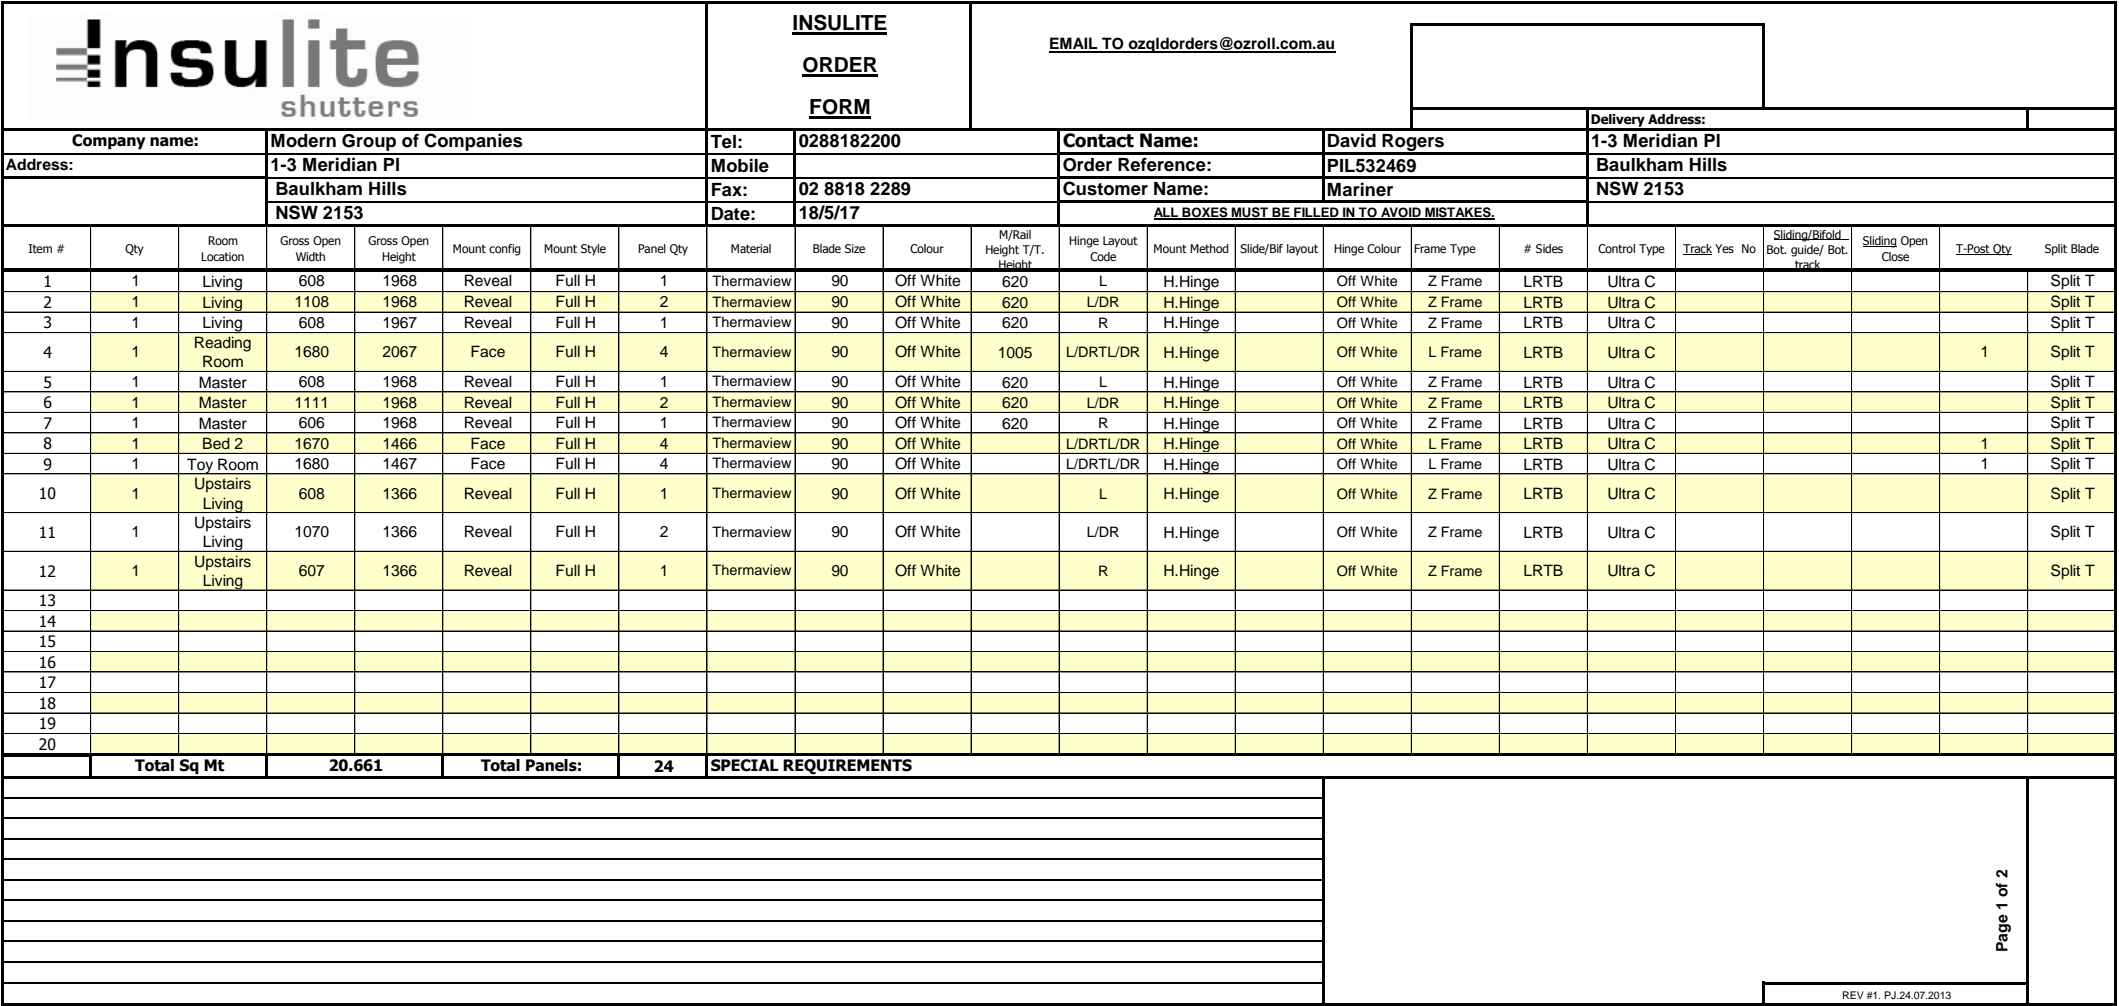 Insulite
shutters
INSULITE
ORDER
FORM
EMAIL TO ozqldorders@ozroll.com.au
Delivery Address:
Company name: Modern Group of Companies Tel: 0288182200 Contact Name: David Rogers 1-3 Meridian Pl
Address: 1-3 Meridian Pl Mobile Order Reference: PIL532469 Baulkham Hills
Baulkham Hills Fax: 02 8818 2289 Customer Name: Mariner NSW 2153
NSW 2153 Date: 18/5/17 ALL BOXES MUST BE FILLED IN TO AVOID MISTAKES.
Item # Qty Room Location Gross Open Width Gross Open Height Mount config Mount Style Panel Qty Material Blade Size Colour M/Rail Height T/T. Height Hinge Layout Code Mount Method Slide/Bif layout Hinge Colour Frame Type # Sides Control Type Track Yes No Sliding/Bifold Bot. guide/ Bot. track Sliding Open Close T-Post Qty Split Blade
1 1 Living 608 1968 Reveal Full H 1 Thermaview 90 Off White 620 L H.Hinge Off White Z Frame LRTB Ultra C Split T
2 1 Living 1108 1968 Reveal Full H 2 Thermaview 90 Off White 620 L/DR H.Hinge Off White Z Frame LRTB Ultra C Split T
3 1 Living 608 1967 Reveal Full H 1 Thermaview 90 Off White 620 R H.Hinge Off White Z Frame LRTB Ultra C Split T
4 1 Reading Room 1680 2067 Face Full H 4 Thermaview 90 Off White 1005 L/DRTL/DR H.Hinge Off White L Frame LRTB Ultra C 1 Split T
5 1 Master 608 1968 Reveal Full H 1 Thermaview 90 Off White 620 L H.Hinge Off White Z Frame LRTB Ultra C Split T
6 1 Master 1111 1968 Reveal Full H 2 Thermaview 90 Off White 620 L/DR H.Hinge Off White Z Frame LRTB Ultra C Split T
7 1 Master 606 1968 Reveal Full H 1 Thermaview 90 Off White 620 R H.Hinge Off White Z Frame LRTB Ultra C Split T
8 1 Bed 2 1670 1466 Face Full H 4 Thermaview 90 Off White L/DRTL/DR H.Hinge Off White L Frame LRTB Ultra C 1 Split T
9 1 Toy Room 1680 1467 Face Full H 4 Thermaview 90 Off White L/DRTL/DR H.Hinge Off White L Frame LRTB Ultra C 1 Split T
10 1 Upstairs Living 608 1366 Reveal Full H 1 Thermaview 90 Off White L H.Hinge Off White Z Frame LRTB Ultra C Split T
11 1 Upstairs Living 1070 1366 Reveal Full H 2 Thermaview 90 Off White L/DR H.Hinge Off White Z Frame LRTB Ultra C Split T
12 1 Upstairs Living 607 1366 Reveal Full H 1 Thermaview 90 Off White R H.Hinge Off White Z Frame LRTB Ultra C Split T
13
14
15
16
17
18
19
20
Total Sq Mt 20.661 Total Panels: 24 SPECIAL REQUIREMENTS
Page 1 of 2
REV #1. PJ.24.07.2013